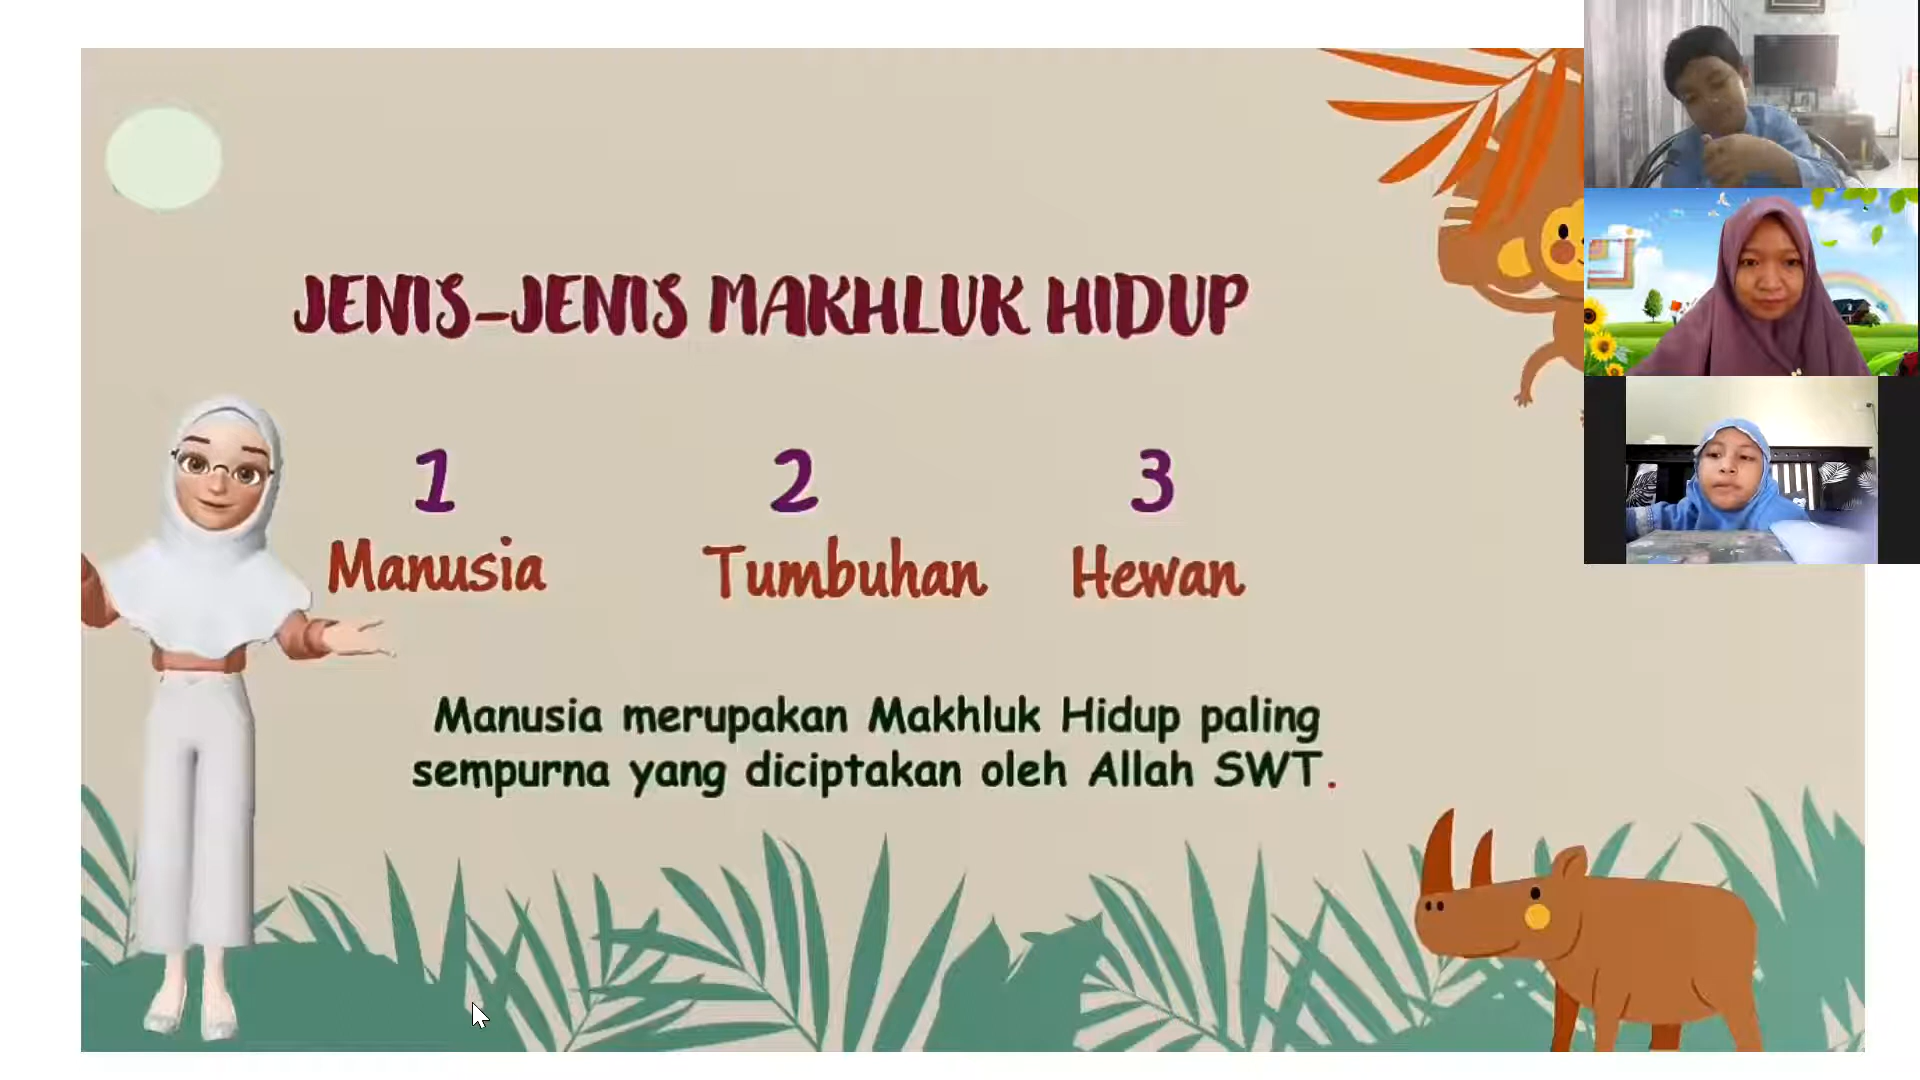 JENIS-JENIS MAKHLUK HIDUP
1 2 3
Manusia Tumbuhan Hewan
Manusia merupakan Makhluk Hidup paling
sempurna yang diciptakan oleh Allah SWT.